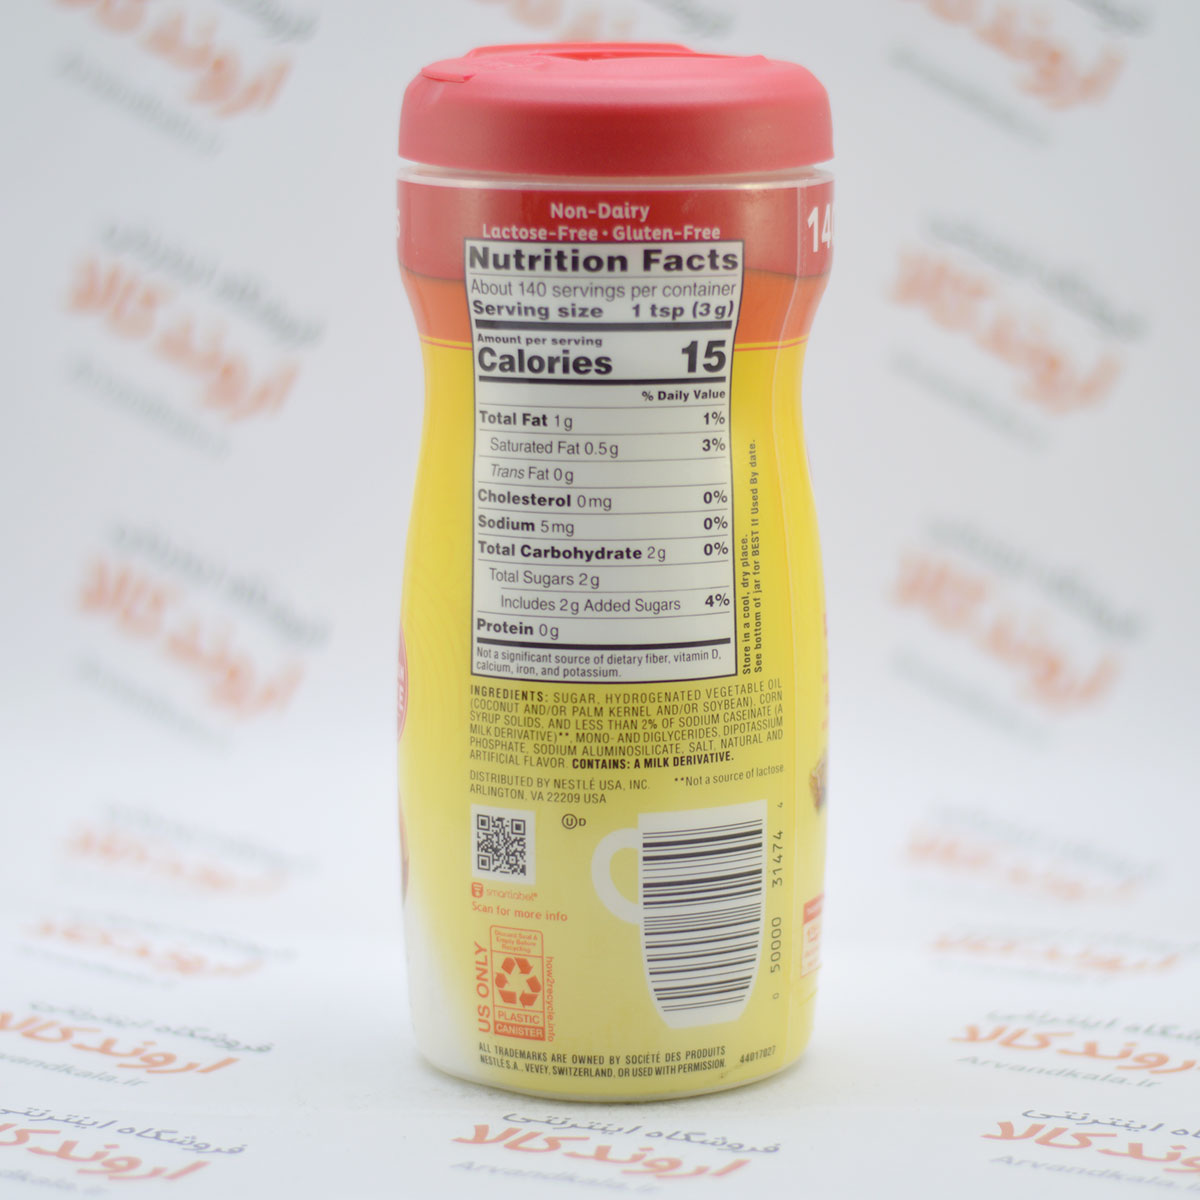 Non-Dairy
Lactose-Free • Gluten-Free
Nutrition Facts
About 140 servings per container
Serving size 1 tsp (3g)
Amount per serving
Calories 15
% Daily Value
Total Fat 1g 1%
Saturated Fat 0.5g 3%
Trans Fat 0g
Cholesterol 0mg 0%
Sodium 5mg 0%
Total Carbohydrate 2g 0%
Total Sugars 2g
Includes 2g Added Sugars 4%
Protein 0g
Not a significant source of dietary fiber, vitamin D,
calcium, iron, and potassium.
Store in a cool, dry place.
See bottom of jar for BEST If Used By date.
INGREDIENTS: SUGAR, HYDROGENATED VEGETABLE OIL
(COCONUT AND/OR PALM KERNEL AND/OR SOYBEAN), CORN
SYRUP SOLIDS, AND LESS THAN 2% OF SODIUM CASEINATE (A
MILK DERIVATIVE)**, MONO- AND DIGLYCERIDES, DIPOTASSIUM
PHOSPHATE, SODIUM ALUMINOSILICATE, SALT, NATURAL AND
ARTIFICIAL FLAVOR. CONTAINS: A MILK DERIVATIVE.
**Not a source of lactose
DISTRIBUTED BY NESTLÉ USA, INC.
ARLINGTON, VA 22209 USA
UD
smartlabel®
Scan for more info
0 50000 31474 4
US ONLY
Discard Seal &
Empty Before
Recycling
PLASTIC
CANISTER
how2recycle.info
ALL TRADEMARKS ARE OWNED BY SOCIÉTÉ DES PRODUITS
NESTLÉ S.A., VEVEY, SWITZERLAND, OR USED WITH PERMISSION.
44017027
140
فروشگاه اینترنتی
اروند کالا
Arvandkala.ir